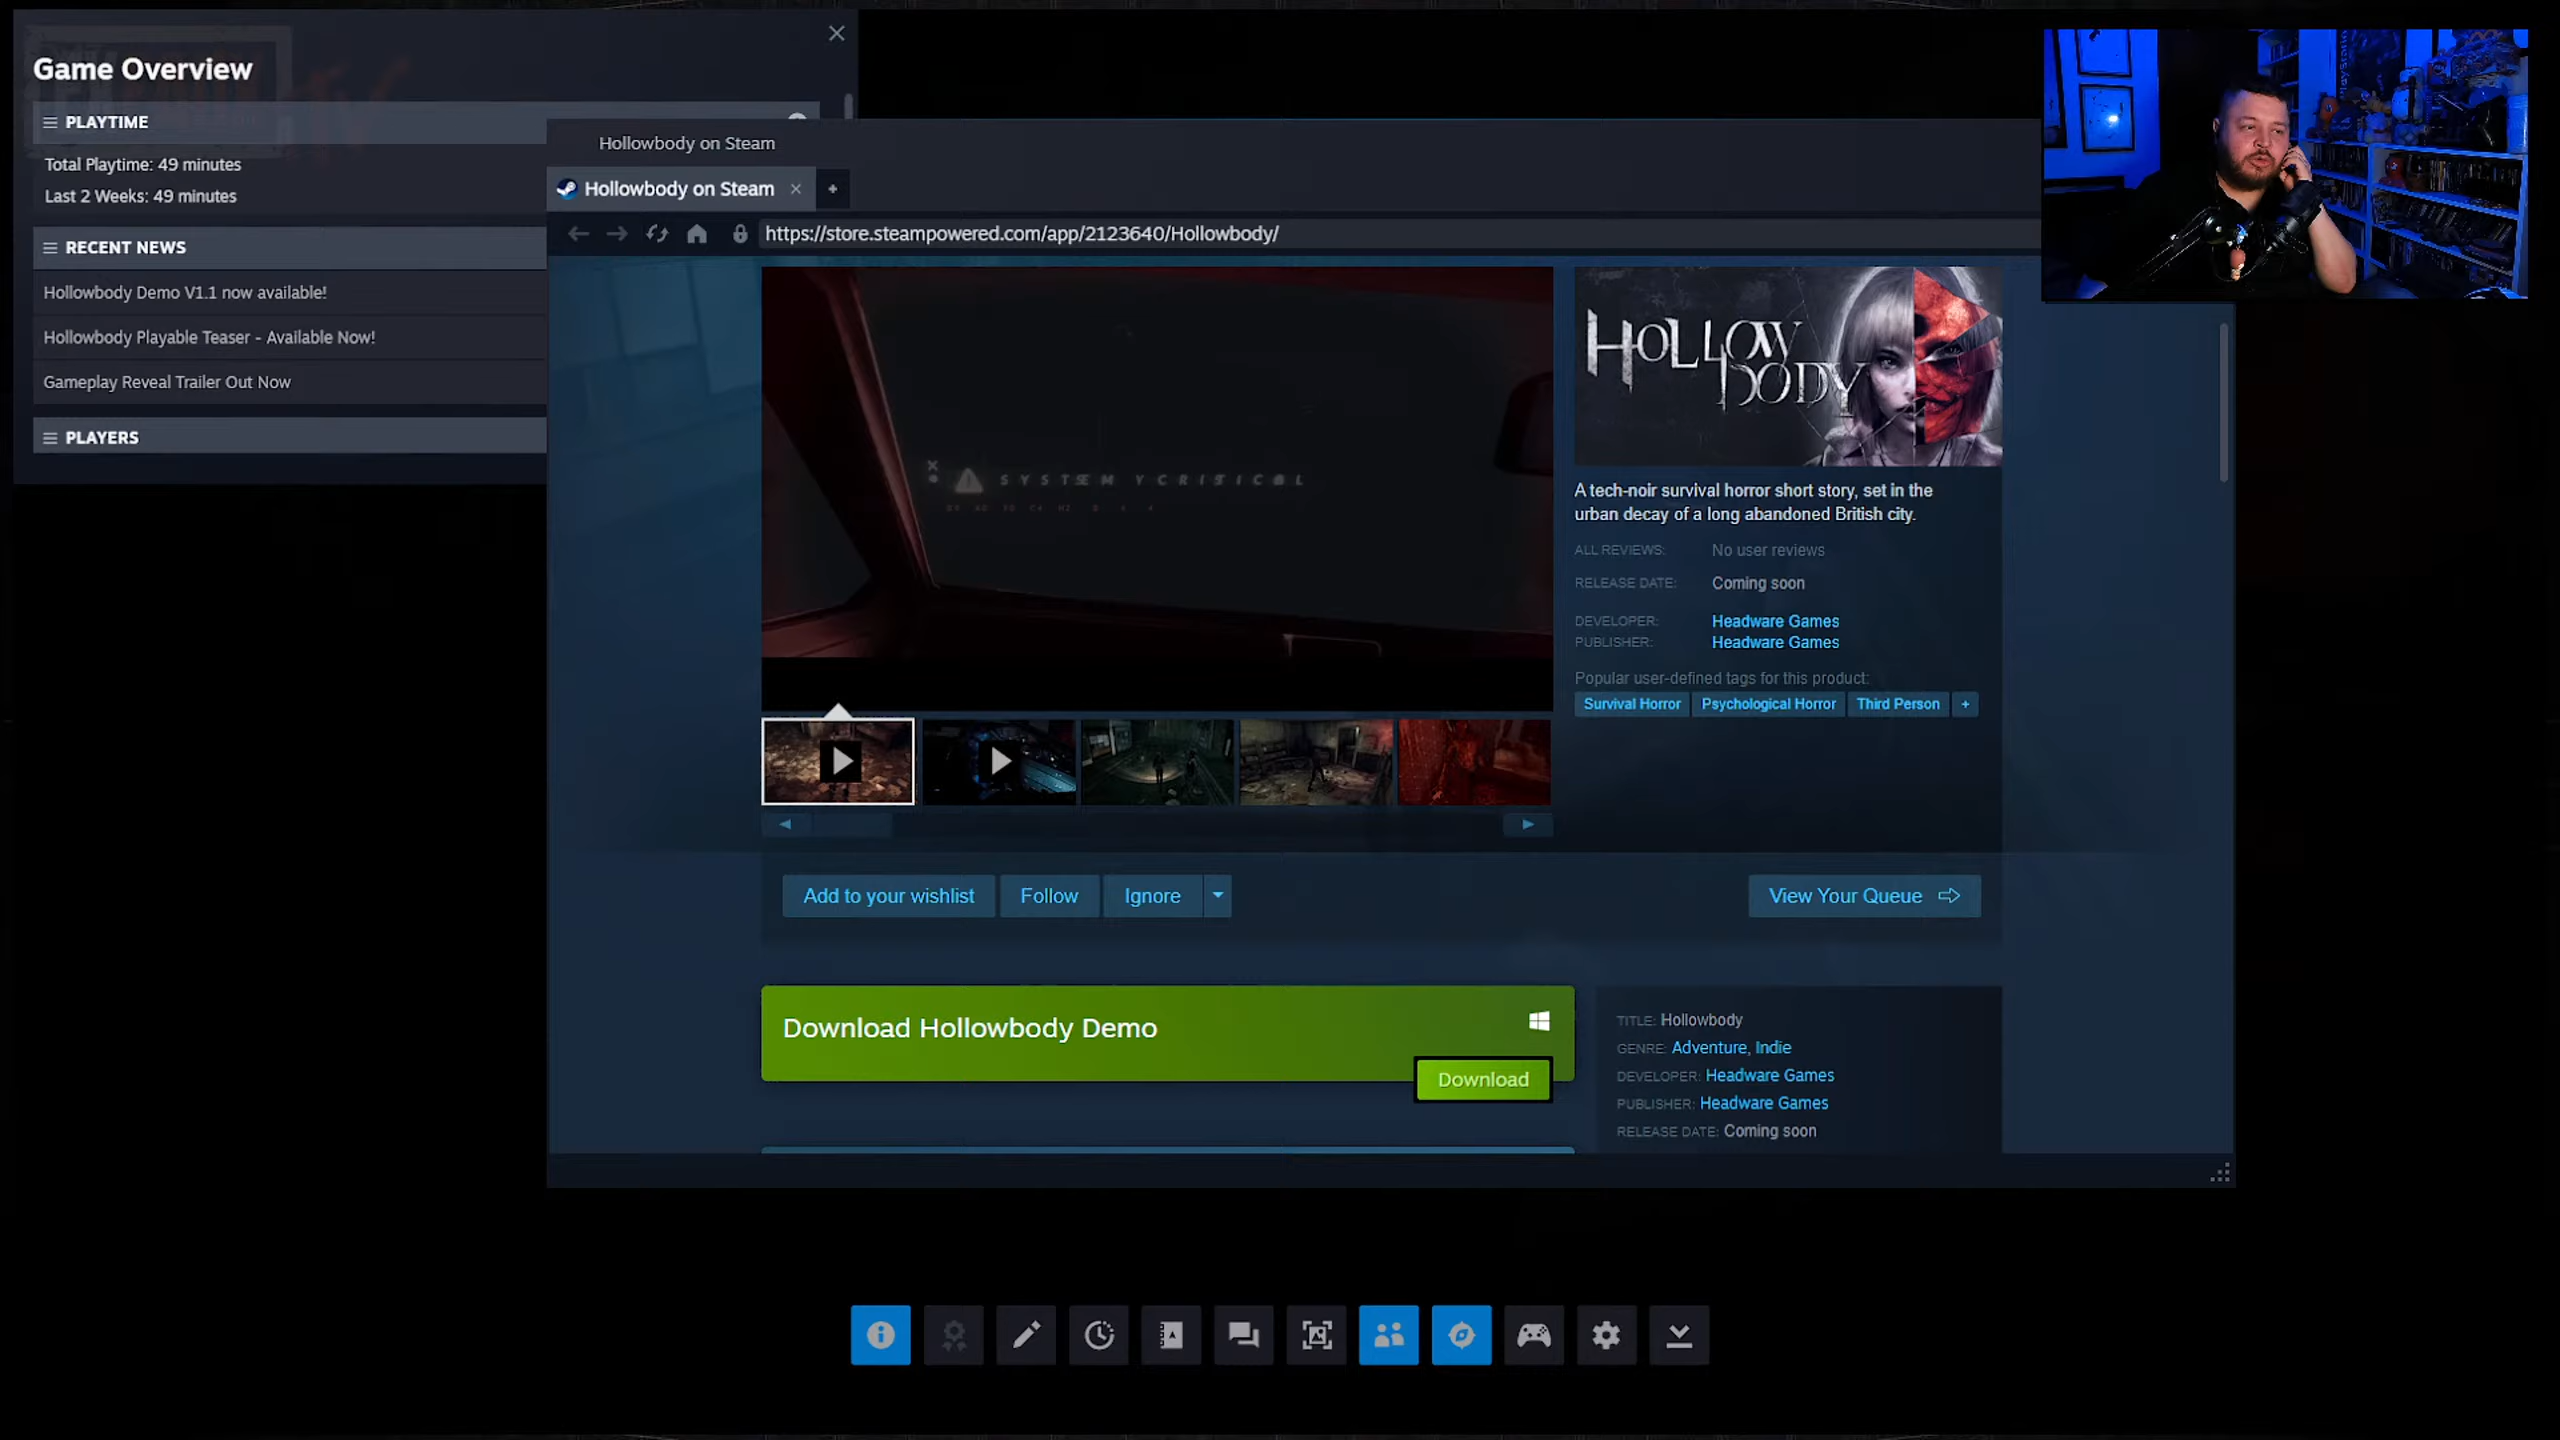 Game Overview
PLAYTIME
Total Playtime: 49 minutes
Last 2 Weeks: 49 minutes
RECENT NEWS
Hollowbody Demo V1.1 now available!
Hollowbody Playable Teaser - Available Now!
Gameplay Reveal Trailer Out Now
PLAYERS
Hollowbody on Steam
Hollowbody on Steam
https://store.steampowered.com/app/2123640/Hollowbody/
HOLLOW
BODY
A tech-noir survival horror short story, set in the
urban decay of a long abandoned British city.
ALL REVIEWS: No user reviews
RELEASE DATE: Coming soon
DEVELOPER: Headware Games
PUBLISHER: Headware Games
Popular user-defined tags for this product:
Survival Horror Psychological Horror Third Person +
Add to your wishlist Follow Ignore
View Your Queue
Download Hollowbody Demo
Download
TITLE: Hollowbody
GENRE: Adventure, Indie
DEVELOPER: Headware Games
PUBLISHER: Headware Games
RELEASE DATE: Coming soon